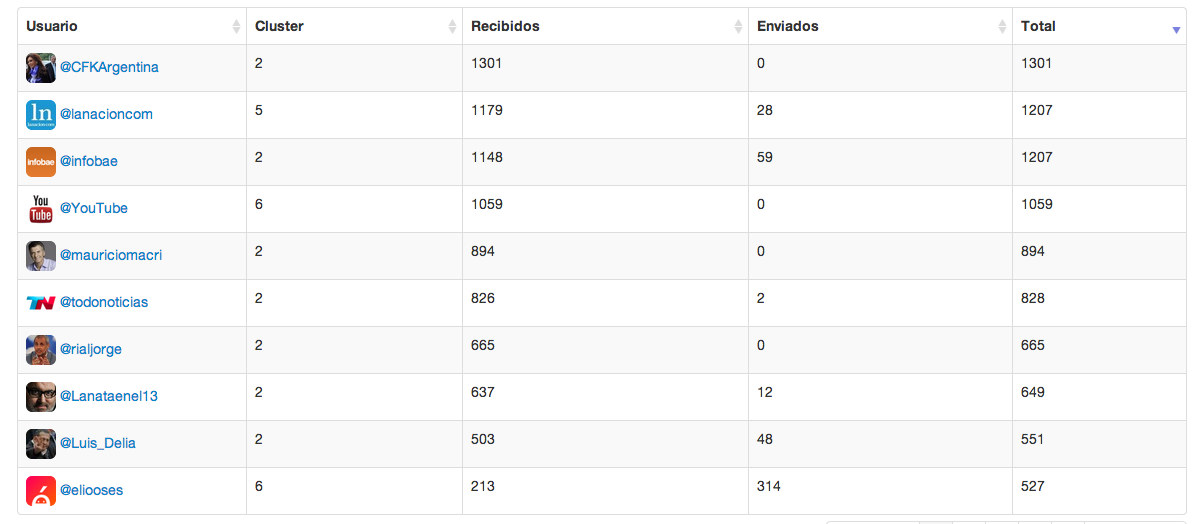 Usuario Cluster Recibidos Enviados Total
@CFKArgentina 2 1301 0 1301
ln @lanacioncom 5 1179 28 1207
infobae @infobae 2 1148 59 1207
You
Tube @YouTube 6 1059 0 1059
@mauriciomacri 2 894 0 894
TN @todonoticias 2 826 2 828
@rialjorge 2 665 0 665
@Lanataenel13 2 637 12 649
@Luis_Delia 2 503 48 551
@eliooses 6 213 314 527